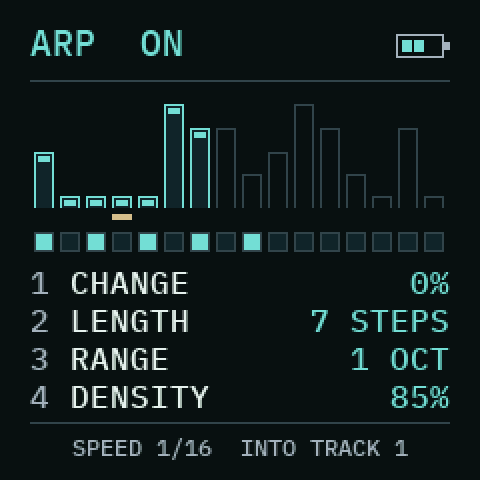 ARP ON
1 CHANGE 0%
2 LENGTH 7 STEPS
3 RANGE 1 OCT
4 DENSITY 85%
SPEED 1/16 INTO TRACK 1